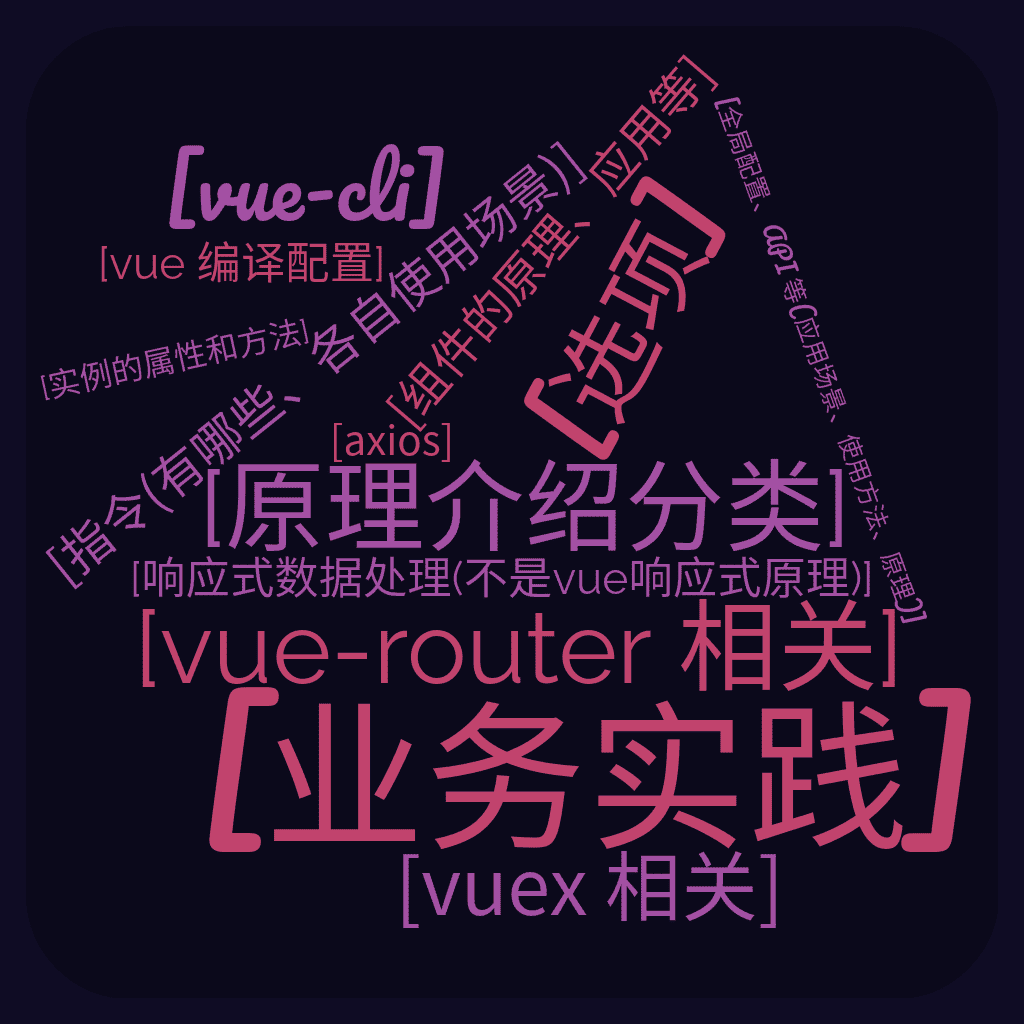 [vue-cli]
[vue 编译配置]
[实例的属性和方法]
[指令(有哪些、各自使用场景)]
[组件的原理、应用等]
[选项]
[全局配置、API 等(应用场景、使用方法、原理)]
[axios]
[原理介绍分类]
[响应式数据处理(不是vue响应式原理)]
[vue-router 相关]
[业务实践]
[vuex 相关]